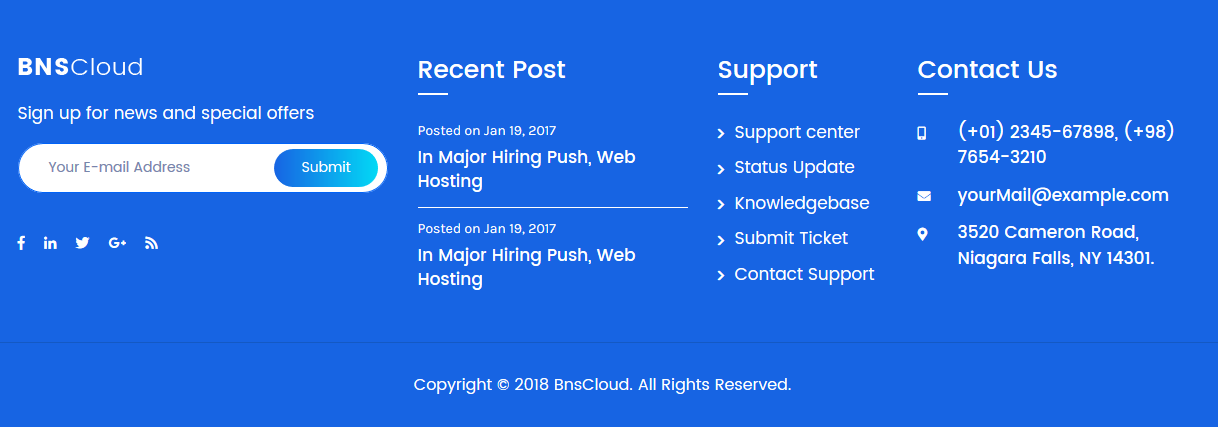 BNSCloud
Sign up for news and special offers
Your E-mail Address
Submit
Recent Post
Posted on Jan 19, 2017
In Major Hiring Push, Web
Hosting
Posted on Jan 19, 2017
In Major Hiring Push, Web
Hosting
Support
Support center
Status Update
Knowledgebase
Submit Ticket
Contact Support
Contact Us
(+01) 2345-67898, (+98)
7654-3210
yourMail@example.com
3520 Cameron Road,
Niagara Falls, NY 14301.
Copyright © 2018 BnsCloud. All Rights Reserved.